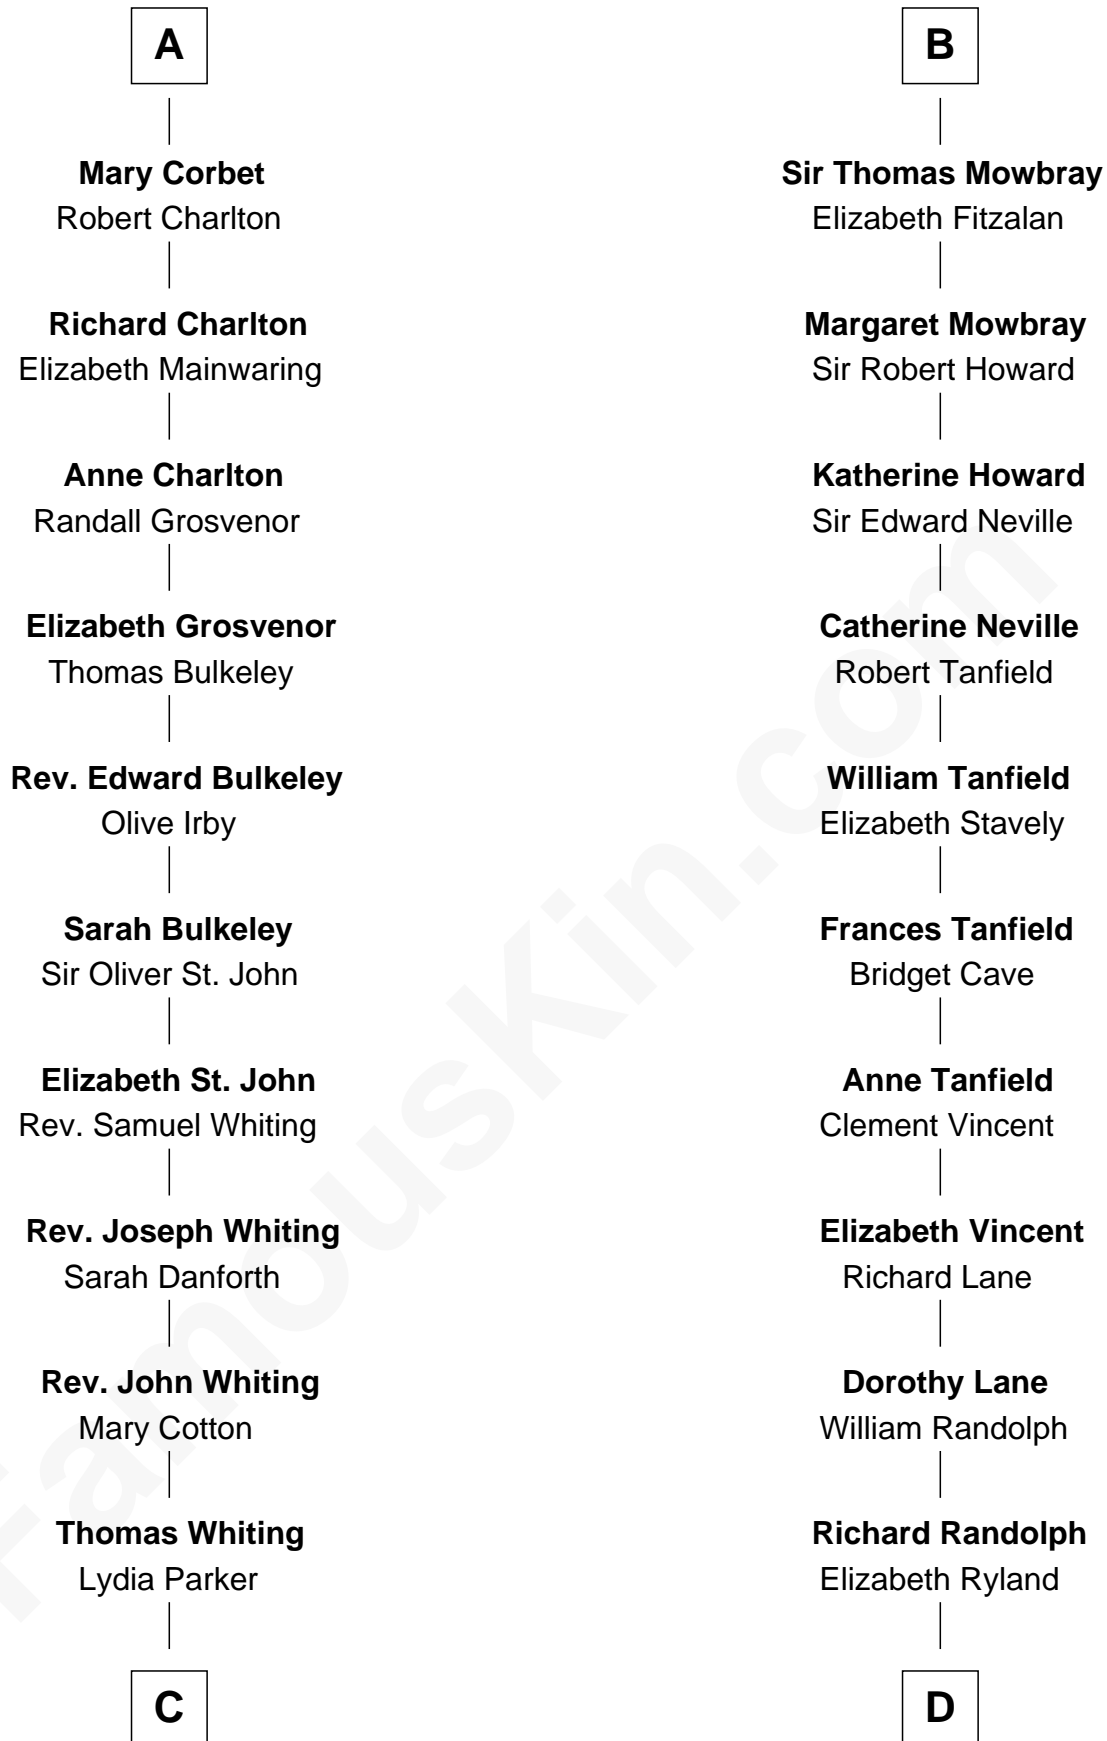 A
Mary Corbet
Robert Charlton
Richard Charlton
Elizabeth Mainwaring
Anne Charlton
Randall Grosvenor
Elizabeth Grosvenor
Thomas Bulkeley
Rev. Edward Bulkeley
Olive Irby
Sarah Bulkeley
Sir Oliver St. John
Elizabeth St. John
Rev. Samuel Whiting
Rev. Joseph Whiting
Sarah Danforth
Rev. John Whiting
Mary Cotton
Thomas Whiting
Lydia Parker
C
B
Sir Thomas Mowbray
Elizabeth Fitzalan
Margaret Mowbray
Sir Robert Howard
Katherine Howard
Sir Edward Neville
Catherine Neville
Robert Tanfield
William Tanfield
Elizabeth Stavely
Frances Tanfield
Bridget Cave
Anne Tanfield
Clement Vincent
Elizabeth Vincent
Richard Lane
Dorothy Lane
William Randolph
Richard Randolph
Elizabeth Ryland
D
FamousKin.com